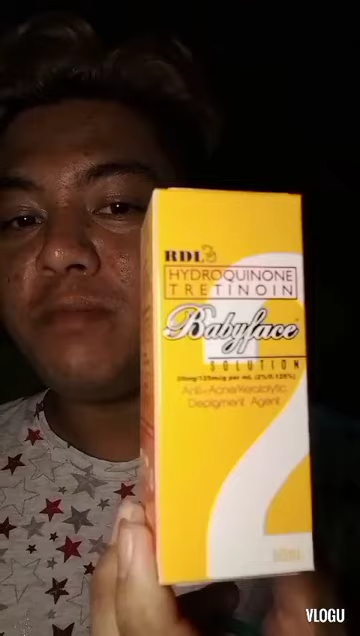 RDL
HYDROQUINONE
TRETINOIN
Babyface
SOLUTION
Anti-Acne/Keratolytic
Depigment Agent
2
VLOGU